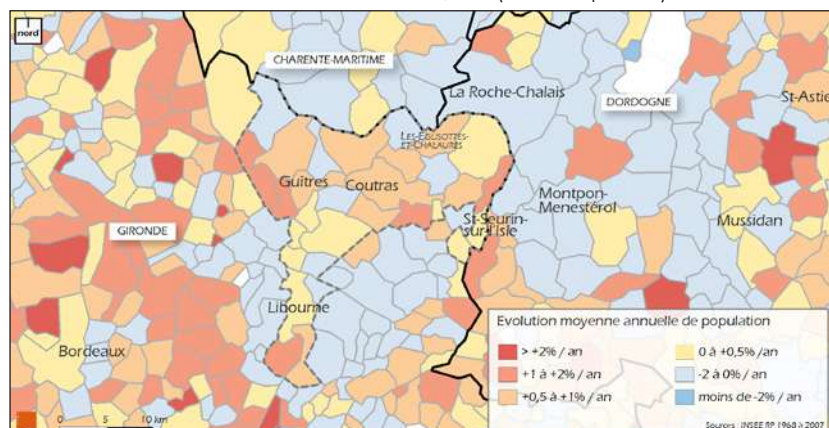 nord
CHARENTE-MARITIME
La Roche-Chalais
DORDOGNE
St-Astie
LES-EGLISOTTES-
ET-CHALAURES
Guîtres
Coutras
Montpon-
Menestérol
St-Seurin-
sur-l'Isle
Mussidan
GIRONDE
Libourne
Bordeaux
Evolution moyenne annuelle de population
> +2% / an
0 à +0,5% / an
+1 à +2% / an
-2 à 0% / an
+0,5 à +1% / an
moins de -2% / an
0 5 10 km
Sources : INSEE RP 1968 à 2007